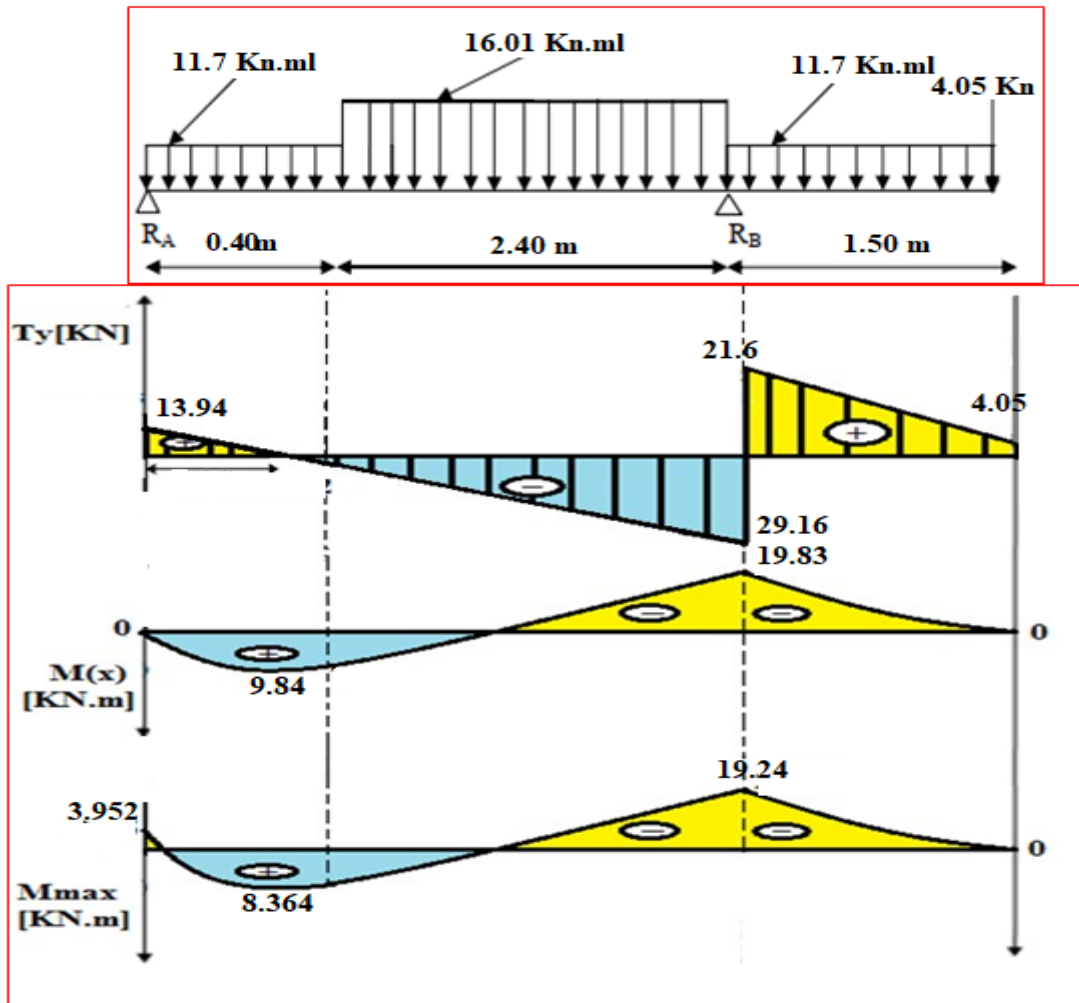 16.01 Kn.ml
11.7 Kn.ml
11.7 Kn.ml
4.05 Kn
RA
0.40m
2.40 m
RB
1.50 m
Ty[KN]
21.6
13.94
4.05
+
+
−
29.16
19.83
0
+
−
−
0
M(x)
[KN.m]
9.84
19.24
3,952
+
−
−
0
Mmax
[KN.m]
8.364